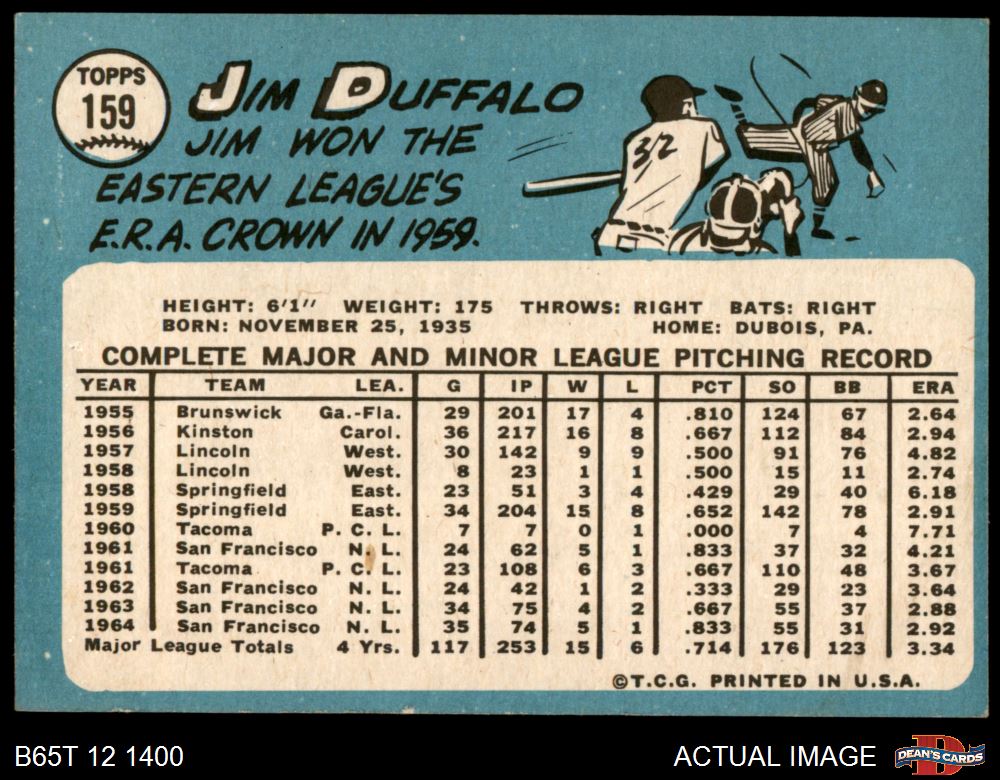 TOPPS
159
JIM DUFFALO
JIM WON THE
EASTERN LEAGUE'S
E.R.A. CROWN IN 1959.
32
HEIGHT: 6'1" WEIGHT: 175 THROWS: RIGHT BATS: RIGHT
BORN: NOVEMBER 25, 1935 HOME: DUBOIS, PA.
COMPLETE MAJOR AND MINOR LEAGUE PITCHING RECORD
YEAR TEAM LEA. G IP W L PCT SO BB ERA
1955 Brunswick Ga.-Fla. 29 201 17 4 .810 124 67 2.64
1956 Kinston Carol. 36 217 16 8 .667 112 84 2.94
1957 Lincoln West. 30 142 9 9 .500 91 76 4.82
1958 Lincoln West. 8 23 1 1 .500 15 11 2.74
1958 Springfield East. 23 51 3 4 .429 29 40 6.18
1959 Springfield East. 34 204 15 8 .652 142 78 2.91
1960 Tacoma P. C. L. 7 7 0 1 .000 7 4 7.71
1961 San Francisco N. L. 24 62 5 1 .833 37 32 4.21
1961 Tacoma P. C. L. 23 108 6 3 .667 110 48 3.67
1962 San Francisco N. L. 24 42 1 2 .333 29 23 3.64
1963 San Francisco N. L. 34 75 4 2 .667 55 37 2.88
1964 San Francisco N. L. 35 74 5 1 .833 55 31 2.92
Major League Totals 4 Yrs. 117 253 15 6 .714 176 123 3.34
©T.C.G. PRINTED IN U.S.A.
B65T 12 1400 ACTUAL IMAGE
D
DEAN'S CARDS